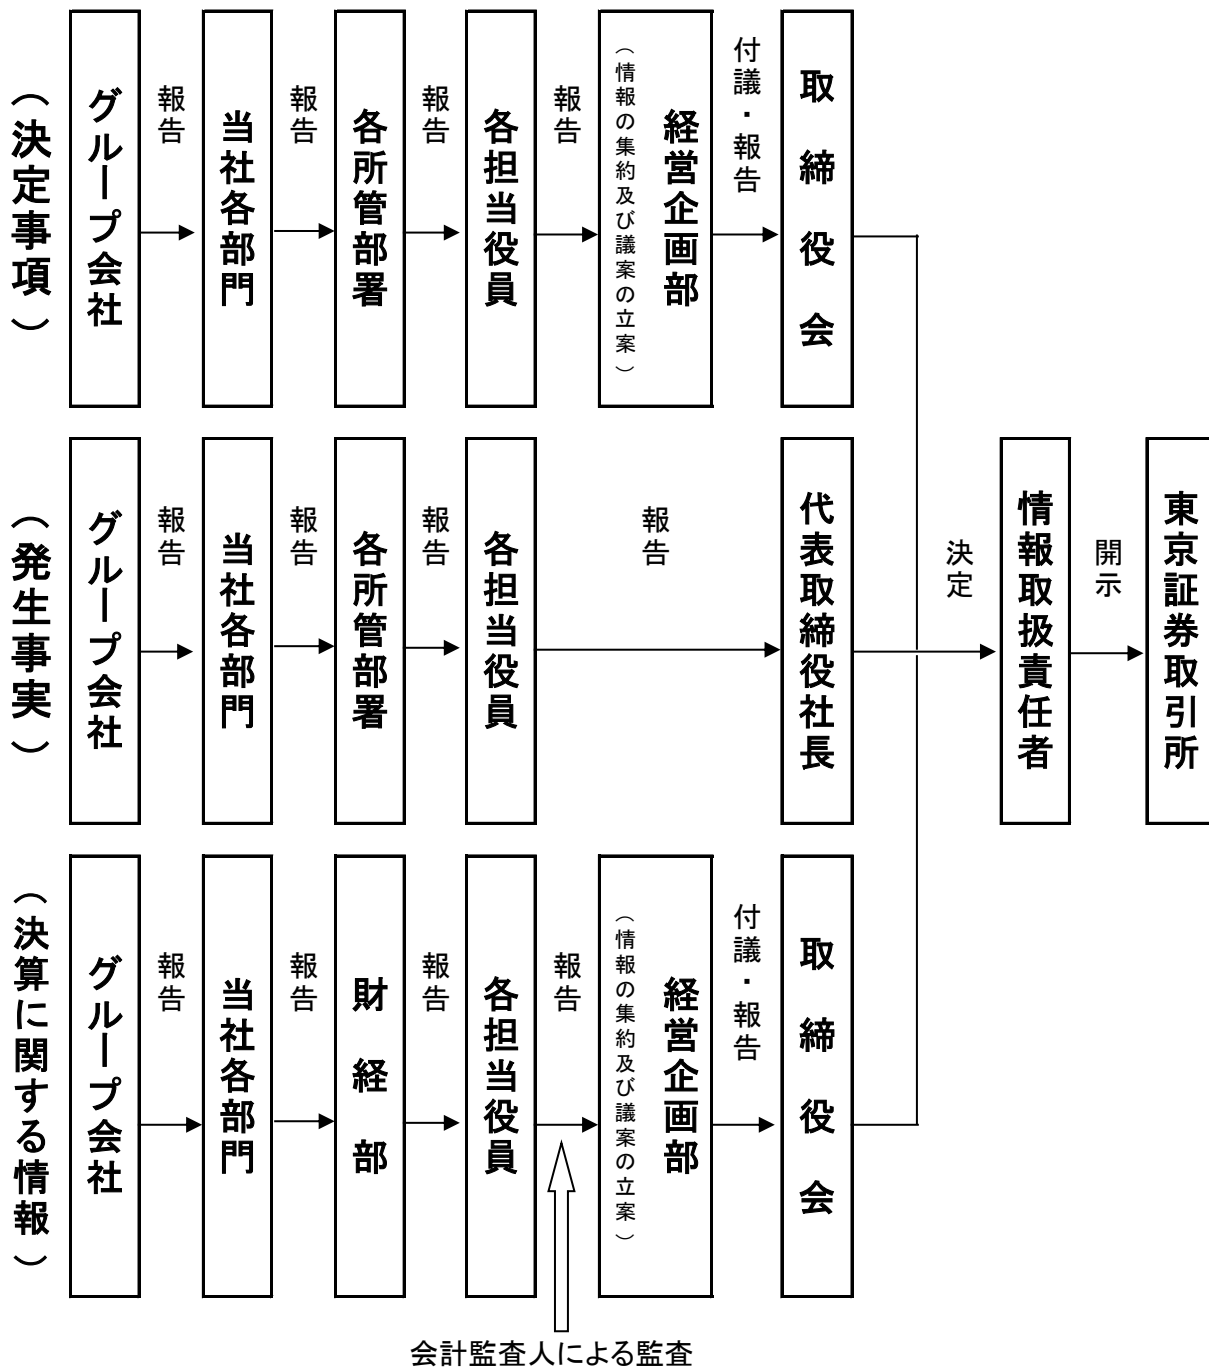 （決定事項）
グループ会社
報告
当社各部門
報告
各所管部署
報告
各担当役員
報告
経営企画部
（情報の集約及び議案の立案）
付議・報告
取締役会
（発生事実）
グループ会社
報告
当社各部門
報告
各所管部署
報告
各担当役員
報告
代表取締役社長
決定
情報取扱責任者
開示
東京証券取引所
（決算に関する情報）
グループ会社
報告
当社各部門
報告
財経部
報告
各担当役員
報告
経営企画部
（情報の集約及び議案の立案）
付議・報告
取締役会
会計監査人による監査